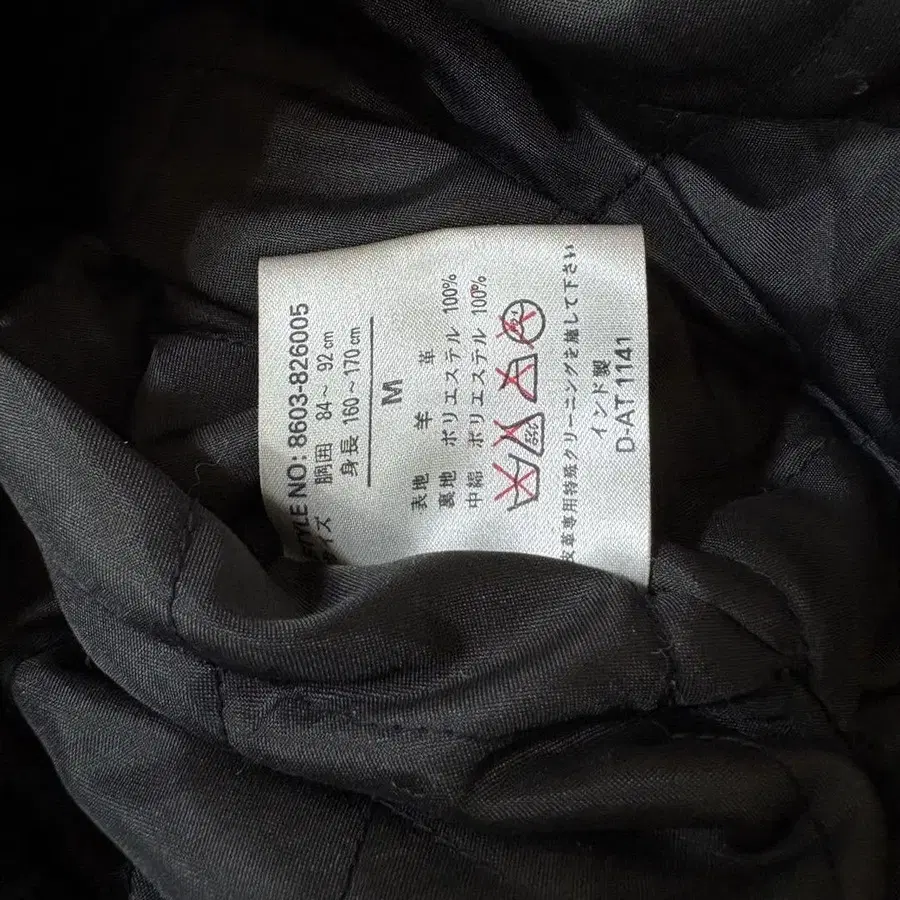 STYLE NO: 8603-826005
サイズ 胴囲 84～ 92cm
身長 160～170cm
M
表地 羊 革
裏地 ポリエステル 100%
中綿 ポリエステル 100%
皮革専用特殊クリーニングを施して下さい
インド製
D-AT1141